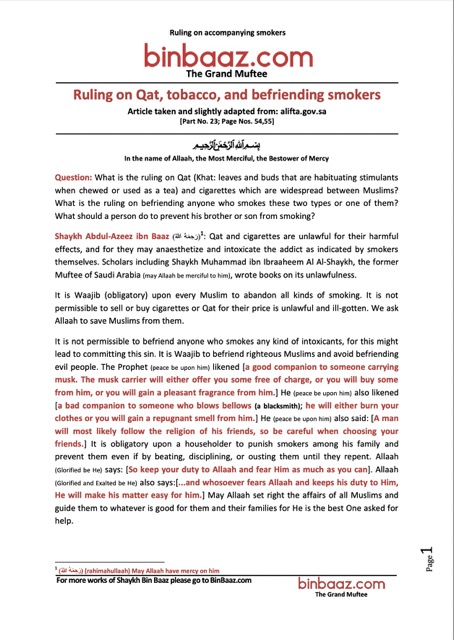 Ruling on accompanying smokers
binbaaz.com
The Grand Muftee
Ruling on Qat, tobacco, and befriending smokers
Article taken and slightly adapted from: alifta.gov.sa
[Part No. 23; Page Nos. 54,55]
بِسْمِ اللَّهِ الرَّحْمَنِ الرَّحِيمِ
In the name of Allaah, the Most Merciful, the Bestower of Mercy
Question: What is the ruling on Qat (Khat: leaves and buds that are habituating stimulants
when chewed or used as a tea) and cigarettes which are widespread between Muslims?
What is the ruling on befriending anyone who smokes these two types or one of them?
What should a person do to prevent his brother or son from smoking?
Shaykh Abdul-Azeez ibn Baaz (رَحِمَهُ اللَّهُ)1: Qat and cigarettes are unlawful for their harmful
effects, and for they may anaesthetize and intoxicate the addict as indicated by smokers
themselves. Scholars including Shaykh Muhammad ibn Ibraaheem Al Al-Shaykh, the former
Muftee of Saudi Arabia (may Allaah be merciful to him), wrote books on its unlawfulness.
It is Waajib (obligatory) upon every Muslim to abandon all kinds of smoking. It is not
permissible to sell or buy cigarettes or Qat for their price is unlawful and ill-gotten. We ask
Allaah to save Muslims from them.
It is not permissible to befriend anyone who smokes any kind of intoxicants, for this might
lead to committing this sin. It is Waajib to befriend righteous Muslims and avoid befriending
evil people. The Prophet (peace be upon him) likened [a good companion to someone carrying
musk. The musk carrier will either offer you some free of charge, or you will buy some
from him, or you will gain a pleasant fragrance from him.] He (peace be upon him) also likened
[a bad companion to someone who blows bellows (a blacksmith); he will either burn your
clothes or you will gain a repugnant smell from him.] He (peace be upon him) also said: [A man
will most likely follow the religion of his friends, so be careful when choosing your
friends.] It is obligatory upon a householder to punish smokers among his family and
prevent them even if by beating, disciplining, or ousting them until they repent. Allaah
(Glorified be He) says: [So keep your duty to Allaah and fear Him as much as you can]. Allaah
(Glorified and Exalted be He) also says:[...and whosoever fears Allaah and keeps his duty to Him,
He will make his matter easy for him.] May Allaah set right the affairs of all Muslims and
guide them to whatever is good for them and their families for He is the best One asked for
help.
Page 1
1 (رَحِمَهُ اللَّهُ) (rahimahullaah) May Allaah have mercy on him
For more works of Shaykh Bin Baaz please go to BinBaaz.com
binbaaz.com
The Grand Muftee